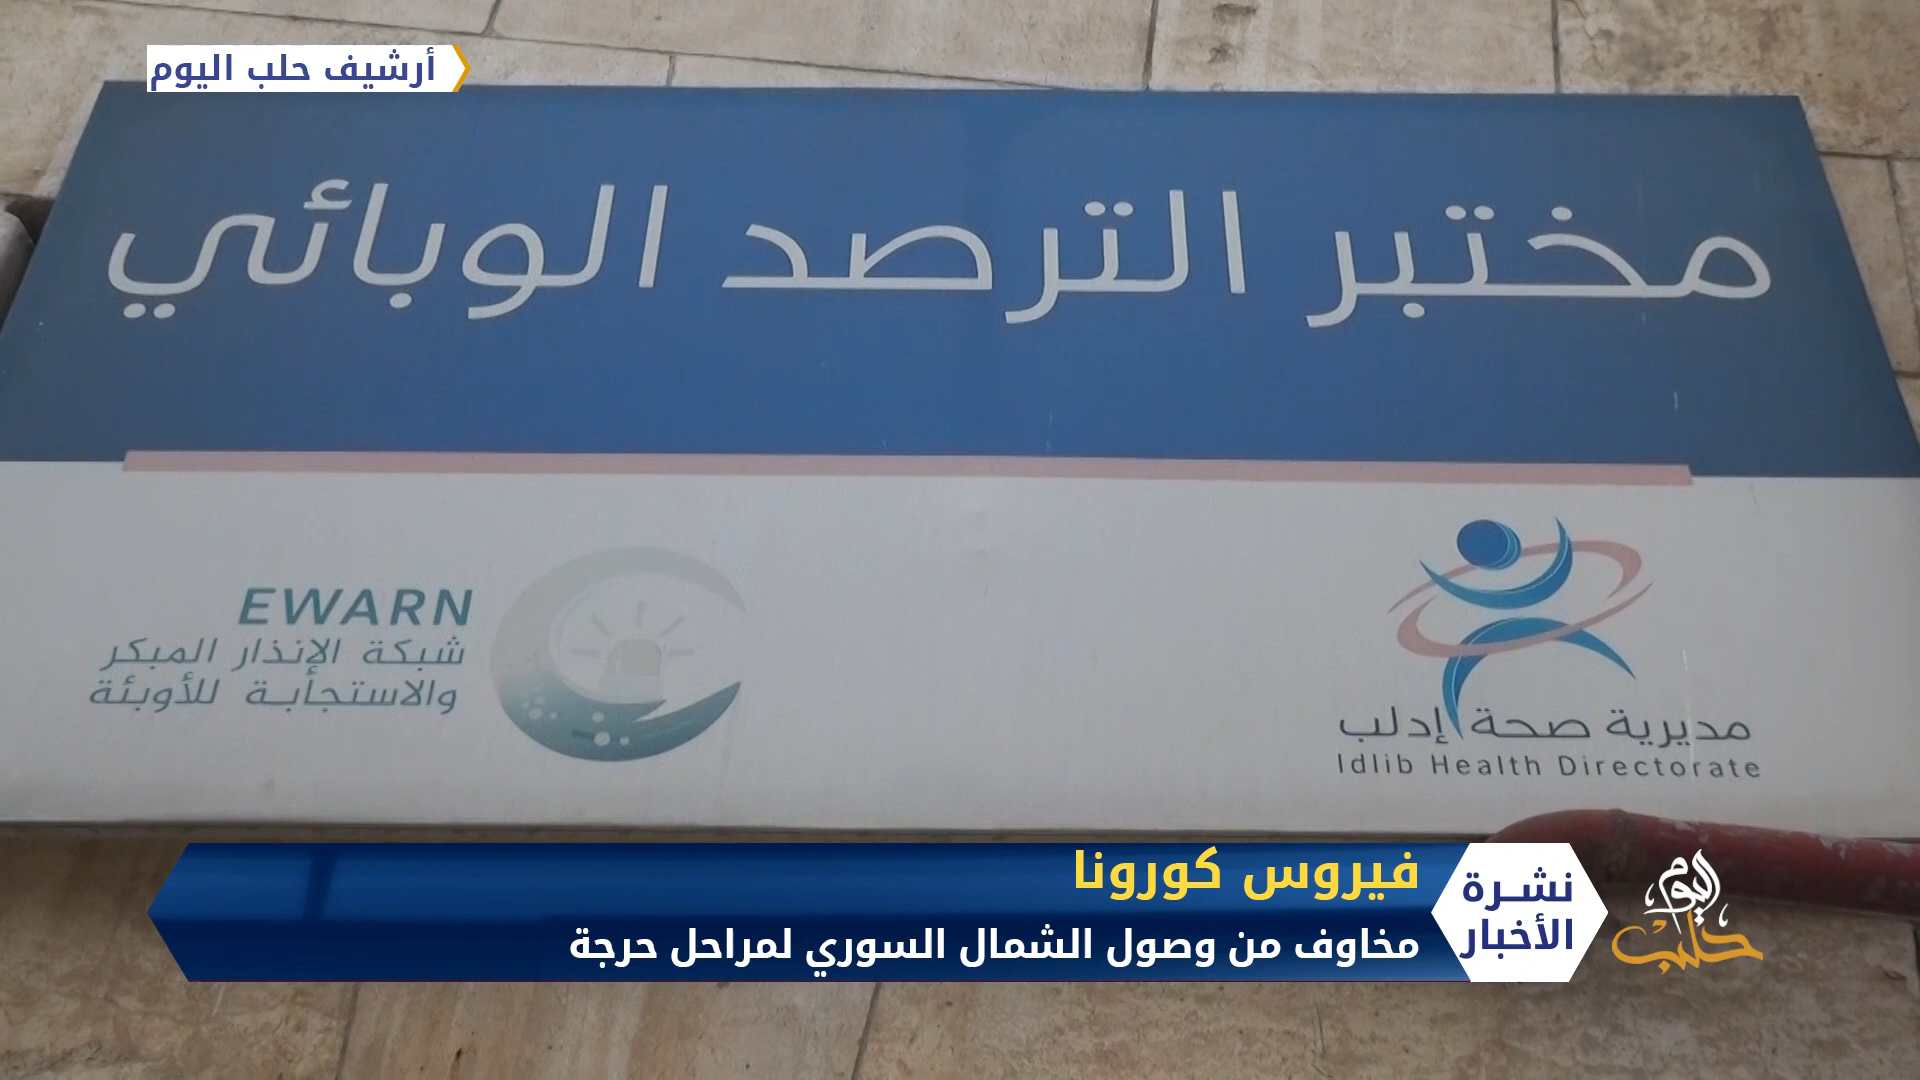 أرشيف حلب اليوم
مختبر الترصد الوبائي
مديرية صحة إدلب
Idlib Health Directorate
EWARN
شبكة الإنذار المبكر
والاستجابة للأوبئة
فيروس كورونا
مخاوف من وصول الشمال السوري لمراحل حرجة
نشرة
الأخبار
حلب
اليوم